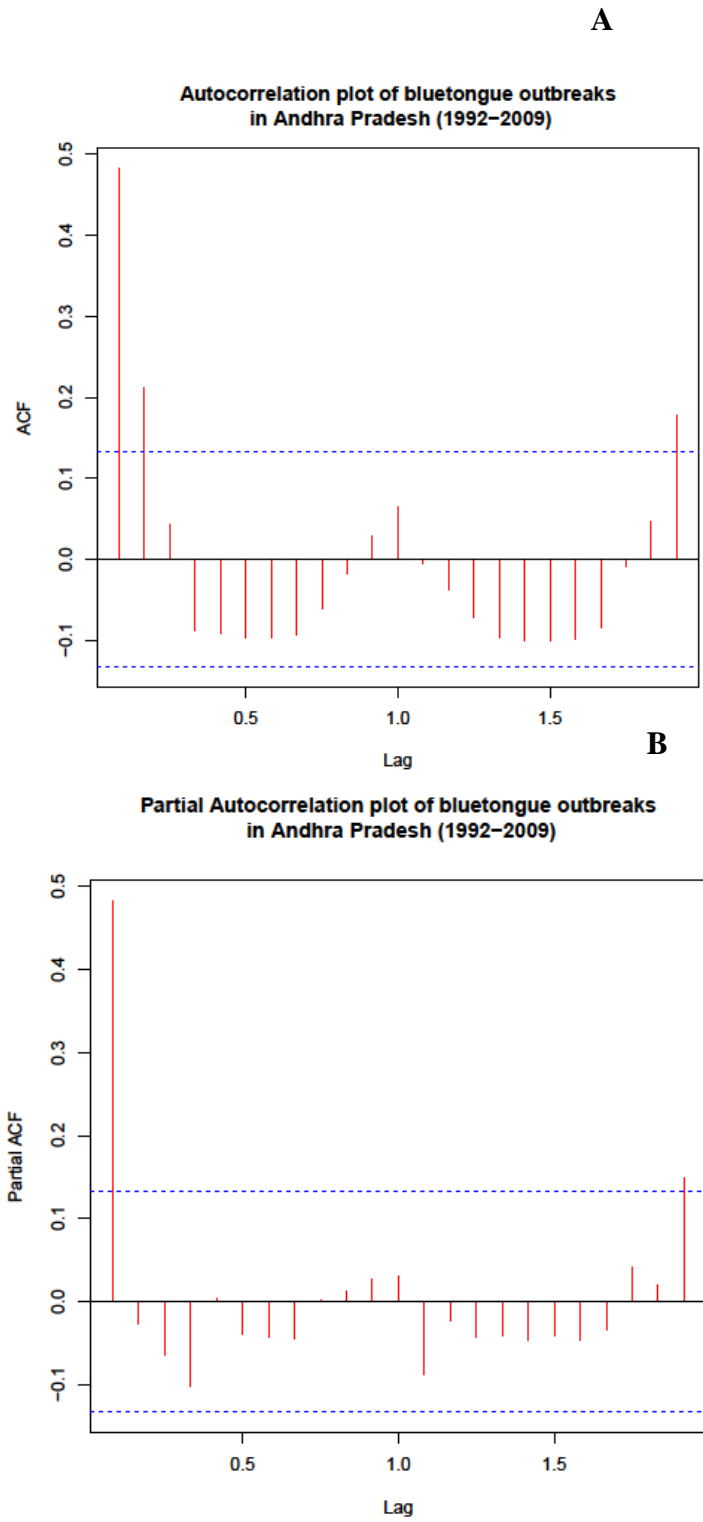 A
Autocorrelation plot of bluetongue outbreaks
in Andhra Pradesh (1992−2009)
0.5
0.4
0.3
0.2
0.1
0.0
−0.1
ACF
0.5 1.0 1.5
Lag
B
Partial Autocorrelation plot of bluetongue outbreaks
in Andhra Pradesh (1992−2009)
0.5
0.4
0.3
0.2
0.1
0.0
−0.1
Partial ACF
0.5 1.0 1.5
Lag